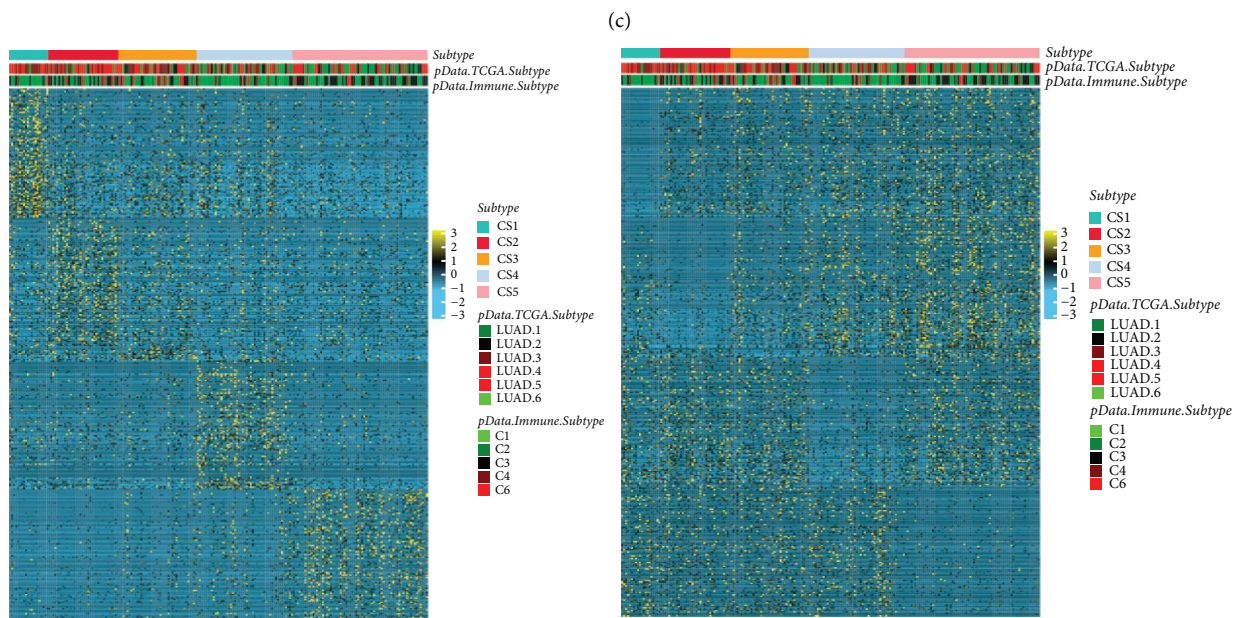 (c)
Subtype
pData.TCGA.Subtype
pData.Immune.Subtype
Subtype
CS1
CS2
CS3
CS4
CS5
3
2
1
0
−1
−2
−3
pData.TCGA.Subtype
LUAD.1
LUAD.2
LUAD.3
LUAD.4
LUAD.5
LUAD.6
pData.Immune.Subtype
C1
C2
C3
C4
C6
Subtype
pData.TCGA.Subtype
pData.Immune.Subtype
Subtype
CS1
CS2
CS3
CS4
CS5
3
2
1
0
−1
−2
−3
pData.TCGA.Subtype
LUAD.1
LUAD.2
LUAD.3
LUAD.4
LUAD.5
LUAD.6
pData.Immune.Subtype
C1
C2
C3
C4
C6